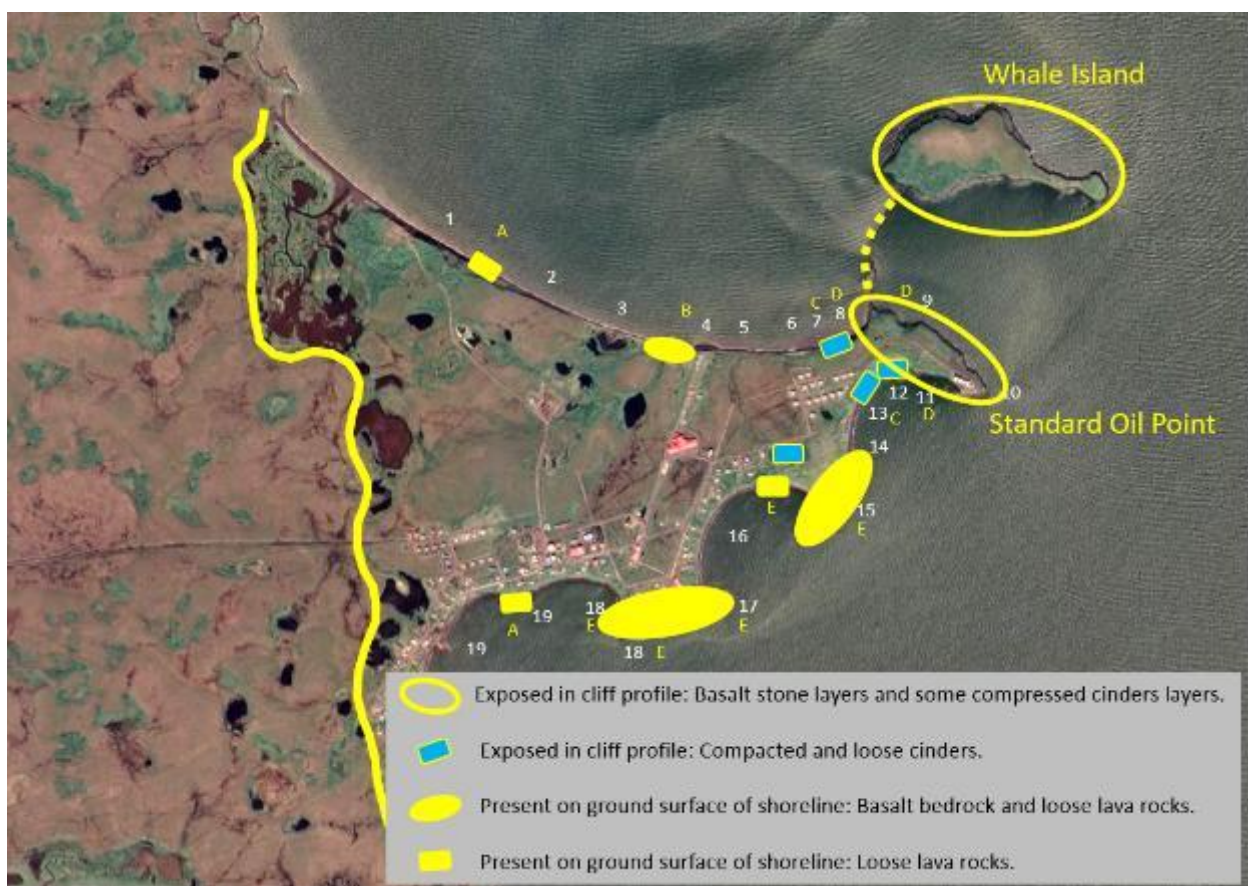 Whale Island
1
A
2
3
B
4
5
6
C
7
D
8
D
9
10
Standard Oil Point
11
D
12
13
C
14
15
E
E
16
17
E
18
E
18
E
19
A
19
Exposed in cliff profile: Basalt stone layers and some compressed cinders layers.
Exposed in cliff profile: Compacted and loose cinders.
Present on ground surface of shoreline: Basalt bedrock and loose lava rocks.
Present on ground surface of shoreline: Loose lava rocks.